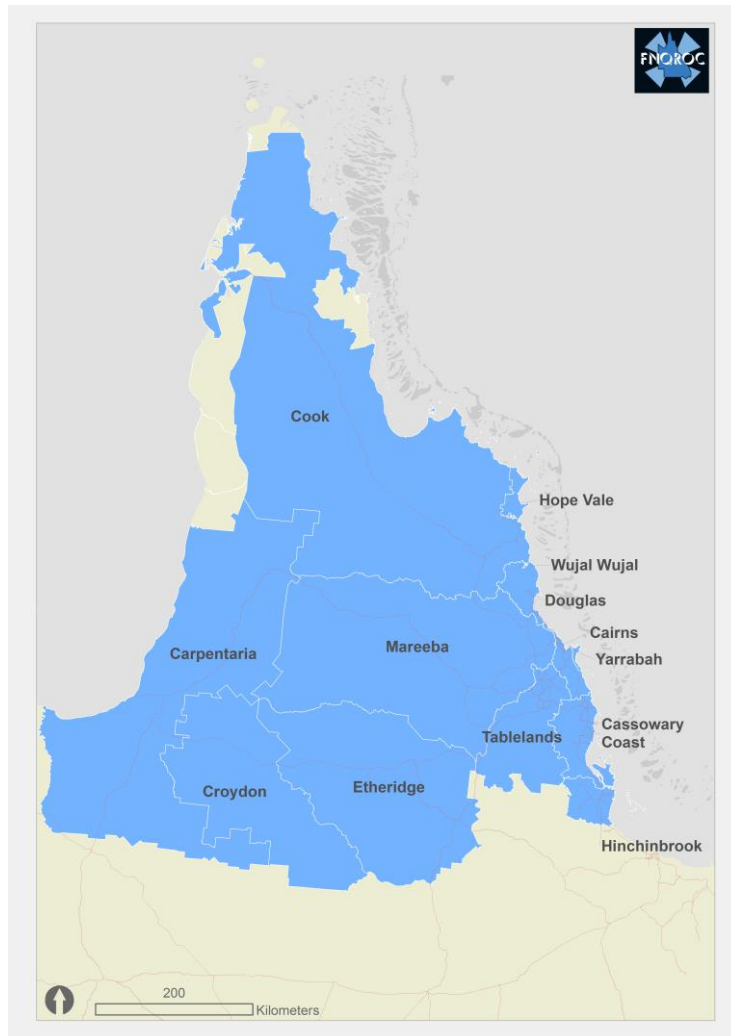 FNQROC
Cook
Hope Vale
Wujal Wujal
Douglas
Cairns
Yarrabah
Carpentaria
Mareeba
Cassowary
Coast
Tablelands
Croydon
Etheridge
Hinchinbrook
200
Kilometers